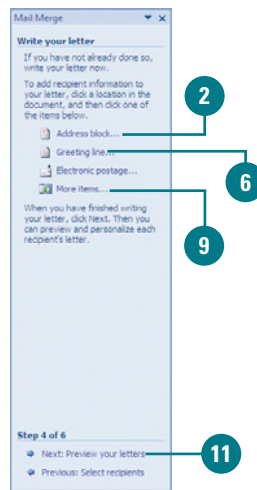 Mail Merge
Write your letter
If you have not already done so,
write your letter now.
To add recipient information to
your letter, click a location in the
document, and then click one of
the items below.
Address block... 2
Greeting line... 6
Electronic postage...
More items... 9
When you have finished writing
your letter, click Next. Then you
can preview and personalize each
recipient's letter.
Step 4 of 6
Next: Preview your letters 11
Previous: Select recipients